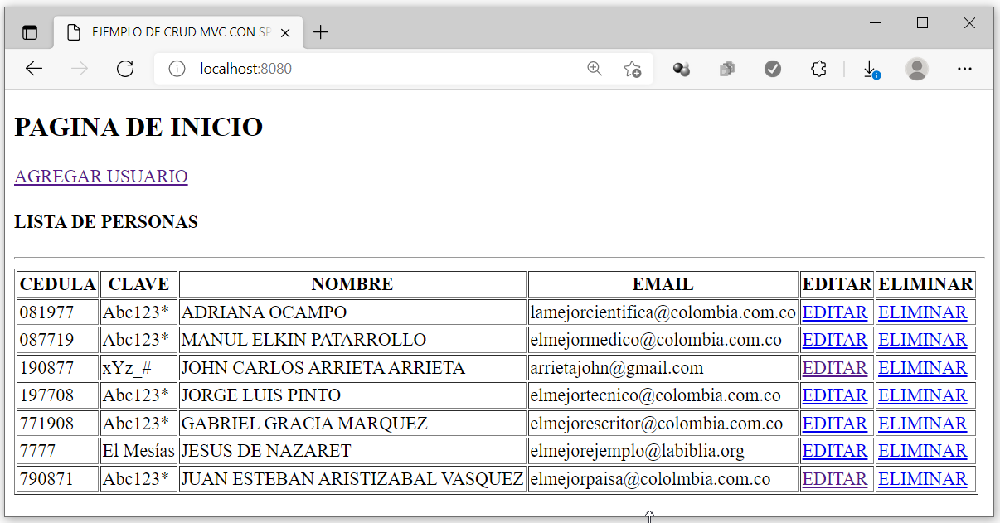 EJEMPLO DE CRUD MVC CON SP
localhost:8080
PAGINA DE INICIO
AGREGAR USUARIO
LISTA DE PERSONAS
CEDULA CLAVE NOMBRE EMAIL EDITAR ELIMINAR
081977 Abc123* ADRIANA OCAMPO lamejorcientifica@colombia.com.co EDITAR ELIMINAR
087719 Abc123* MANUL ELKIN PATARROLLO elmejormedico@colombia.com.co EDITAR ELIMINAR
190877 xYz_# JOHN CARLOS ARRIETA ARRIETA arrietajohn@gmail.com EDITAR ELIMINAR
197708 Abc123* JORGE LUIS PINTO elmejortecnico@colombia.com.co EDITAR ELIMINAR
771908 Abc123* GABRIEL GRACIA MARQUEZ elmejorescritor@colombia.com.co EDITAR ELIMINAR
7777 El Mesías JESUS DE NAZARET elmejorejemplo@labiblia.org EDITAR ELIMINAR
790871 Abc123* JUAN ESTEBAN ARISTIZABAL VASQUEZ elmejorpaisa@cololmbia.com.co EDITAR ELIMINAR